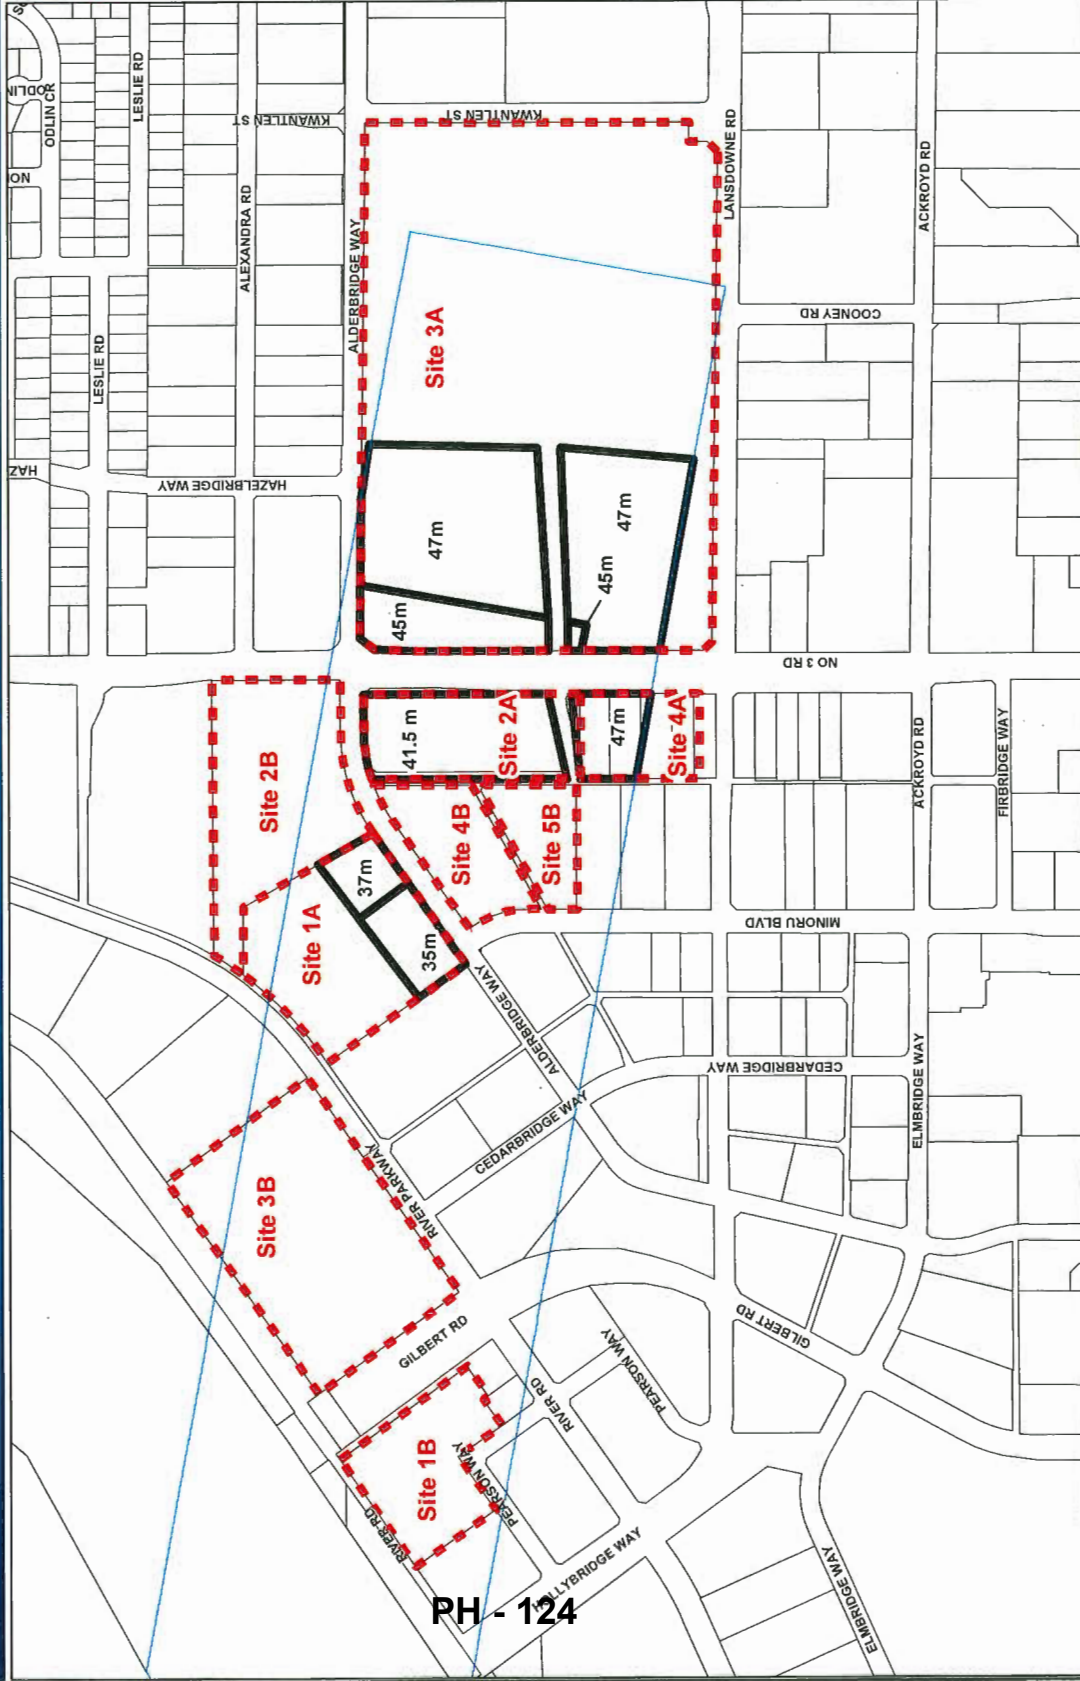 ODLIN
ODLIN CR
LESLIE RD
KWANTLEN ST
KWANTLEN ST
ALEXANDRA RD
ALDERBRIDGE WAY
LANSDOWNE RD
ACKROYD RD
LESLIE RD
HAZ
HAZELBRIDGE WAY
COONEY RD
Site 3A
47m
47m
45m
45m
NO 3 RD
Site 2B
41.5 m
Site 2A
47m
Site 4A
ACKROYD RD
FIRBRIDGE WAY
37m
Site 4B
Site 5B
Site 1A
35m
MINORU BLVD
ALDERBRIDGE WAY
CEDARBRIDGE WAY
CEDARBRIDGE WAY
ELMBRIDGE WAY
RIVER PARKWAY
Site 3B
GILBERT RD
GILBERT RD
PEARSON WAY
RIVER RD
Site 1B
PEARSON WAY
RIVER RD
HOLLYBRIDGE WAY
ELMBRIDGE WAY
PH - 124